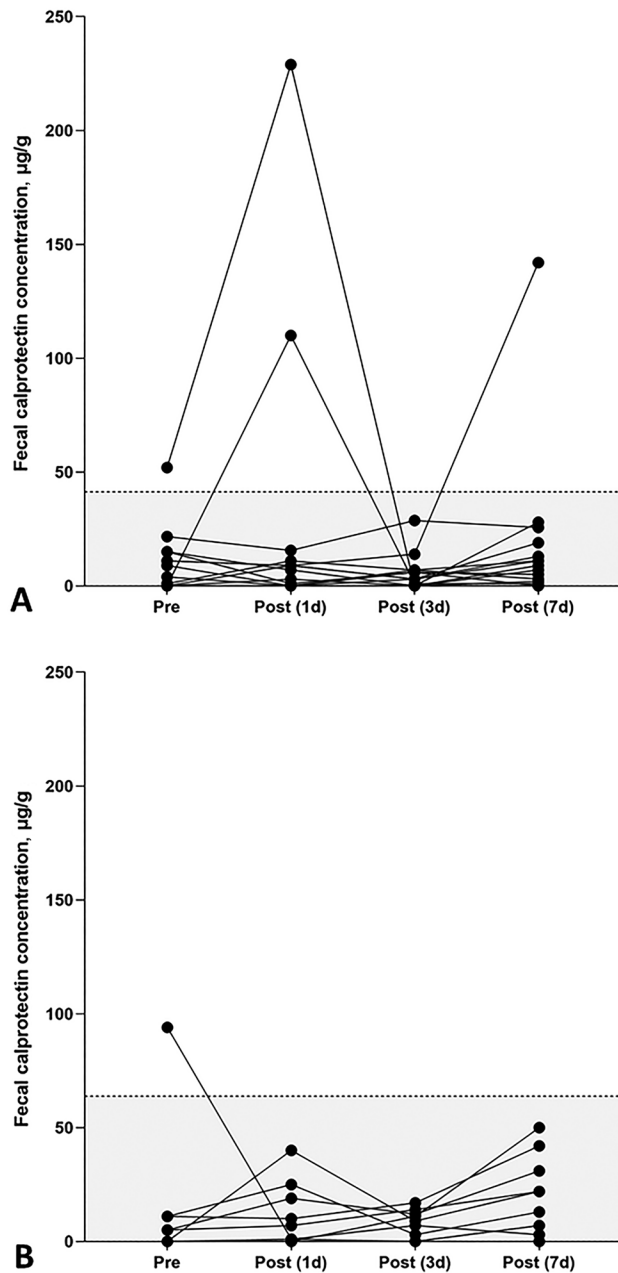 250
200
150
100
50
0
Fecal calprotectin concentration, µg/g
Pre Post (1d) Post (3d) Post (7d)
A
250
200
150
100
50
0
Fecal calprotectin concentration, µg/g
Pre Post (1d) Post (3d) Post (7d)
B